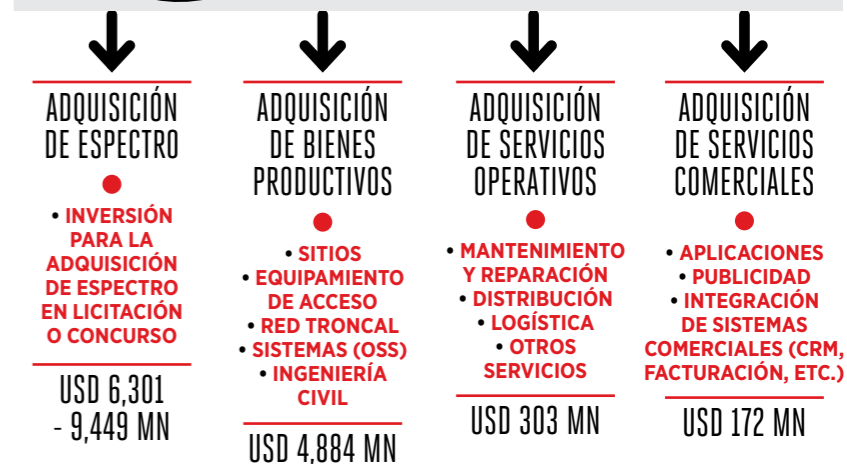 ADQUISICIÓN
DE ESPECTRO
• INVERSIÓN
PARA LA
ADQUISICIÓN
DE ESPECTRO
EN LICITACIÓN
O CONCURSO
USD 6,301
- 9,449 MN
ADQUISICIÓN
DE BIENES
PRODUCTIVOS
• SITIOS
• EQUIPAMIENTO
DE ACCESO
• RED TRONCAL
• SISTEMAS (OSS)
• INGENIERÍA
CIVIL
USD 4,884 MN
ADQUISICIÓN
DE SERVICIOS
OPERATIVOS
• MANTENIMIENTO
Y REPARACIÓN
• DISTRIBUCIÓN
• LOGÍSTICA
• OTROS
SERVICIOS
USD 303 MN
ADQUISICIÓN
DE SERVICIOS
COMERCIALES
• APLICACIONES
• PUBLICIDAD
• INTEGRACIÓN
DE SISTEMAS
COMERCIALES (CRM,
FACTURACIÓN, ETC.)
USD 172 MN